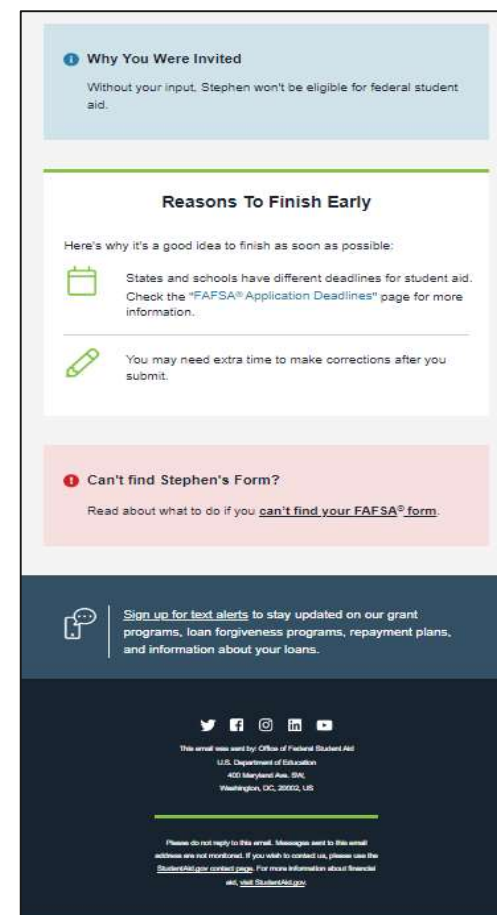 Why You Were Invited
Without your input, Stephen won't be eligible for federal student
aid.
Reasons To Finish Early
Here's why it's a good idea to finish as soon as possible:
States and schools have different deadlines for student aid.
Check the "FAFSA® Application Deadlines" page for more
information.
You may need extra time to make corrections after you
submit.
Can't find Stephen's Form?
Read about what to do if you can't find your FAFSA® form.
Sign up for text alerts to stay updated on our grant
programs, loan forgiveness programs, repayment plans,
and information about your loans.
This email was sent by: Office of Federal Student Aid
U.S. Department of Education
400 Maryland Ave. SW,
Washington, DC, 20002, US
Please do not reply to this email. Messages sent to this email
address are not monitored. If you wish to contact us, please use the
StudentAid.gov contact page. For more information about financial
aid, visit StudentAid.gov.